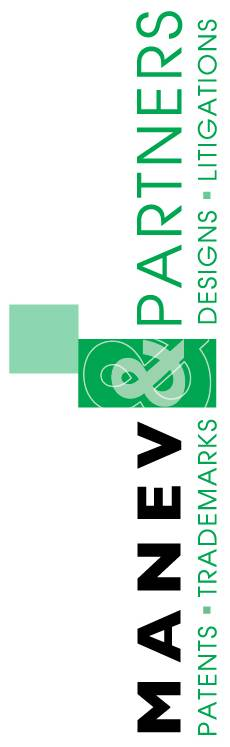 MANEV & PARTNERS
PATENTS ▪ TRADEMARKS DESIGNS ▪ LITIGATIONS